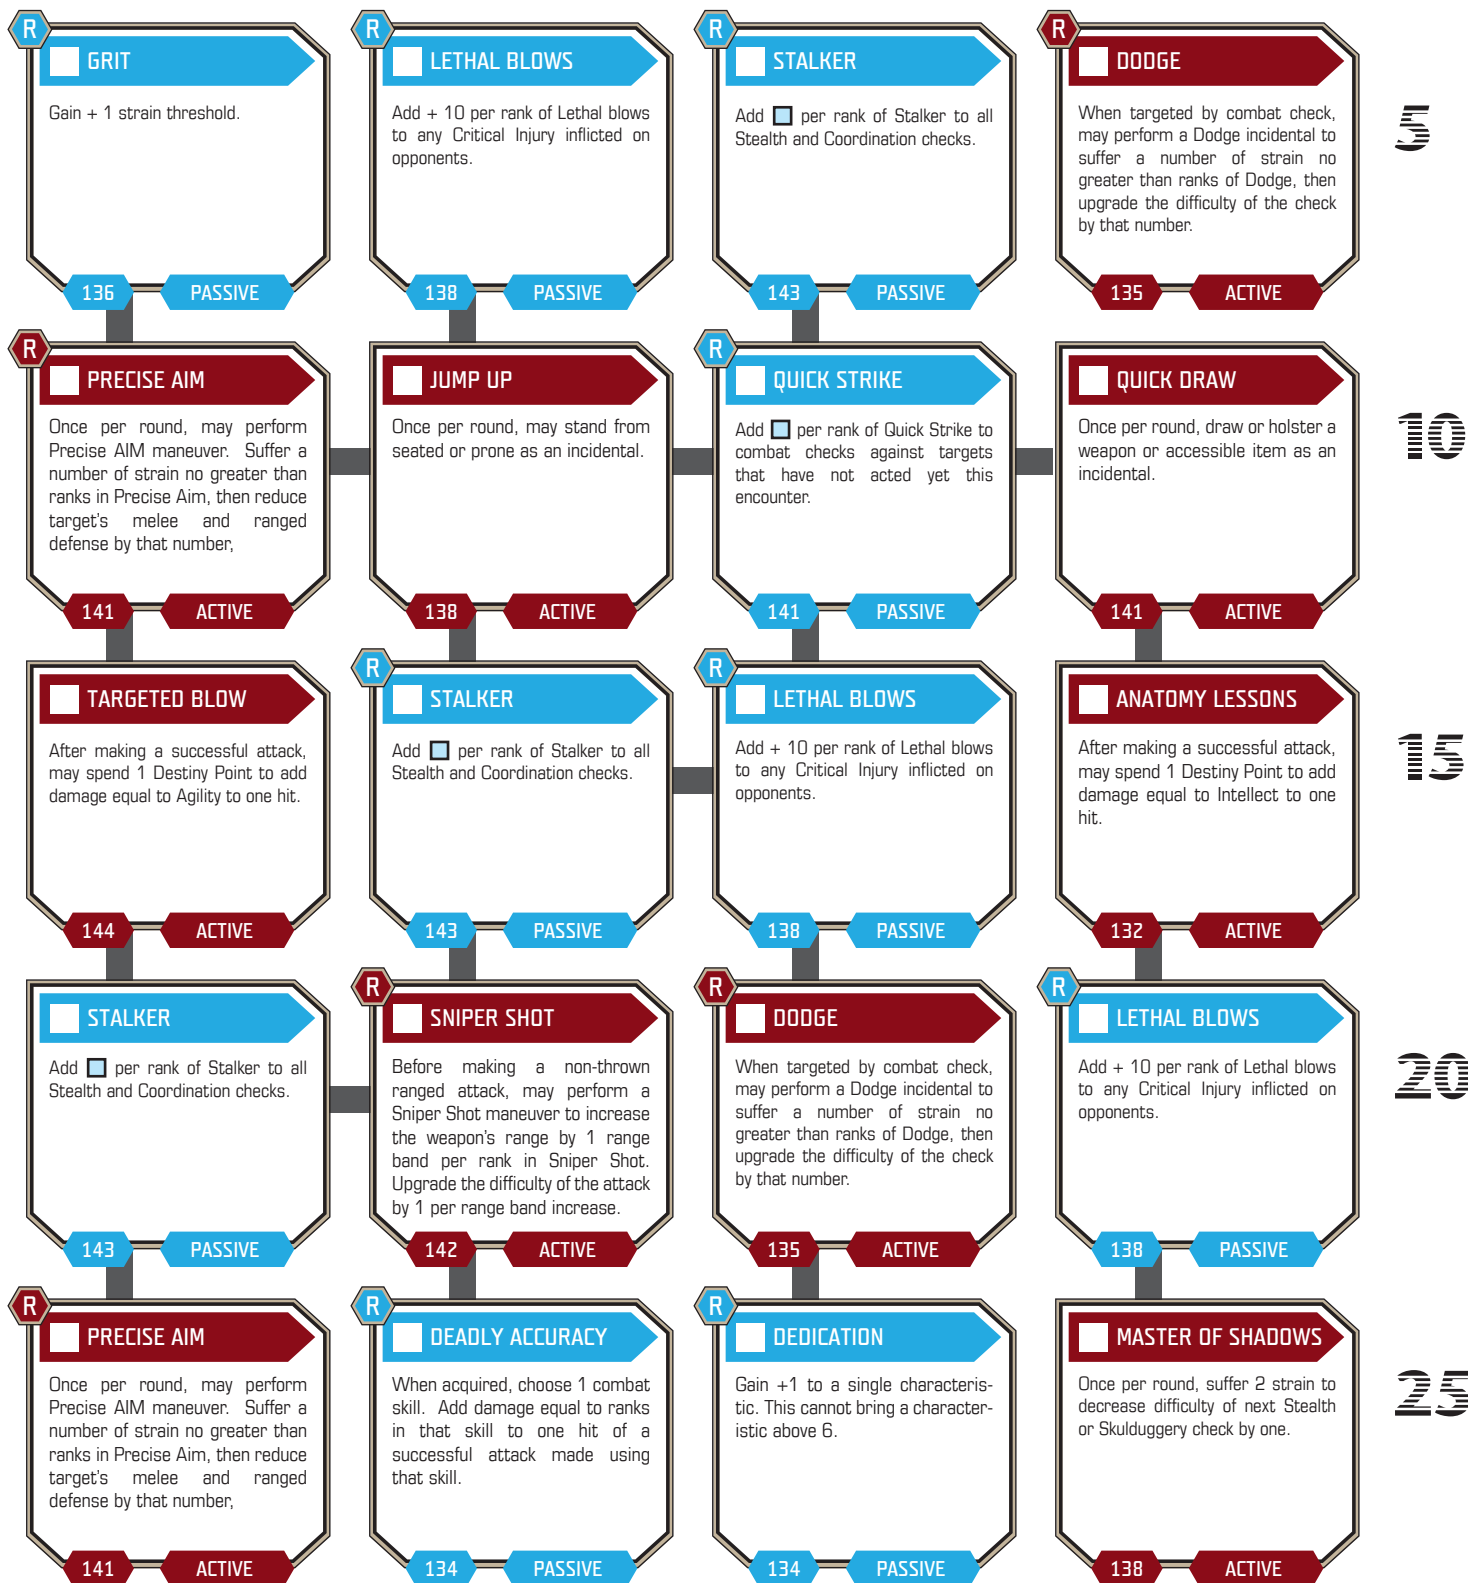 R
GRIT
Gain + 1 strain threshold.
136
PASSIVE
R
LETHAL BLOWS
Add + 10 per rank of Lethal blows
to any Critical Injury inflicted on
opponents.
138
PASSIVE
R
STALKER
Add per rank of Stalker to all
Stealth and Coordination checks.
143
PASSIVE
R
DODGE
When targeted by combat check,
may perform a Dodge incidental to
suffer a number of strain no
greater than ranks of Dodge, then
upgrade the difficulty of the check
by that number.
135
ACTIVE
5
R
PRECISE AIM
Once per round, may perform
Precise AIM maneuver. Suffer a
number of strain no greater than
ranks in Precise Aim, then reduce
target's melee and ranged
defense by that number,
141
ACTIVE
JUMP UP
Once per round, may stand from
seated or prone as an incidental.
138
ACTIVE
R
QUICK STRIKE
Add per rank of Quick Strike to
combat checks against targets
that have not acted yet this
encounter.
141
PASSIVE
QUICK DRAW
Once per round, draw or holster a
weapon or accessible item as an
incidental.
141
ACTIVE
10
TARGETED BLOW
After making a successful attack,
may spend 1 Destiny Point to add
damage equal to Agility to one hit.
144
ACTIVE
R
STALKER
Add per rank of Stalker to all
Stealth and Coordination checks.
143
PASSIVE
R
LETHAL BLOWS
Add + 10 per rank of Lethal blows
to any Critical Injury inflicted on
opponents.
138
PASSIVE
ANATOMY LESSONS
After making a successful attack,
may spend 1 Destiny Point to add
damage equal to Intellect to one
hit.
132
ACTIVE
15
STALKER
Add per rank of Stalker to all
Stealth and Coordination checks.
143
PASSIVE
R
SNIPER SHOT
Before making a non-thrown
ranged attack, may perform a
Sniper Shot maneuver to increase
the weapon's range by 1 range
band per rank in Sniper Shot.
Upgrade the difficulty of the attack
by 1 per range band increase.
142
ACTIVE
R
DODGE
When targeted by combat check,
may perform a Dodge incidental to
suffer a number of strain no
greater than ranks of Dodge, then
upgrade the difficulty of the check
by that number.
135
ACTIVE
R
LETHAL BLOWS
Add + 10 per rank of Lethal blows
to any Critical Injury inflicted on
opponents.
138
PASSIVE
20
R
PRECISE AIM
Once per round, may perform
Precise AIM maneuver. Suffer a
number of strain no greater than
ranks in Precise Aim, then reduce
target's melee and ranged
defense by that number,
141
ACTIVE
R
DEADLY ACCURACY
When acquired, choose 1 combat
skill. Add damage equal to ranks
in that skill to one hit of a
successful attack made using
that skill.
134
PASSIVE
R
DEDICATION
Gain +1 to a single characteris-
tic. This cannot bring a character-
istic above 6.
134
PASSIVE
MASTER OF SHADOWS
Once per round, suffer 2 strain to
decrease difficulty of next Stealth
or Skulduggery check by one.
138
ACTIVE
25